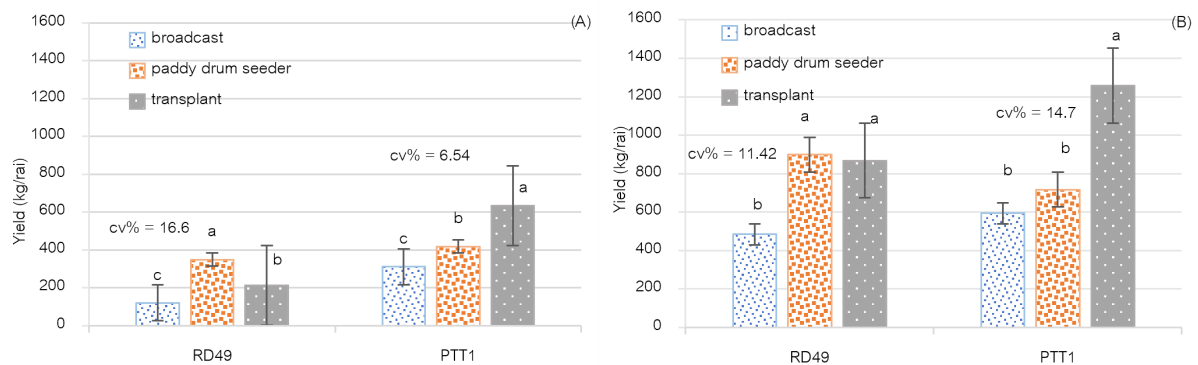 (A)
1600
1400
1200
1000
800
600
400
200
0
Yield (kg/rai)
broadcast
paddy drum seeder
transplant
cv% = 16.6
cv% = 6.54
c
a
b
c
b
a
RD49
PTT1
(B)
1600
1400
1200
1000
800
600
400
200
0
Yield (kg/rai)
broadcast
paddy drum seeder
transplant
cv% = 11.42
cv% = 14.7
b
a
a
b
b
a
RD49
PTT1